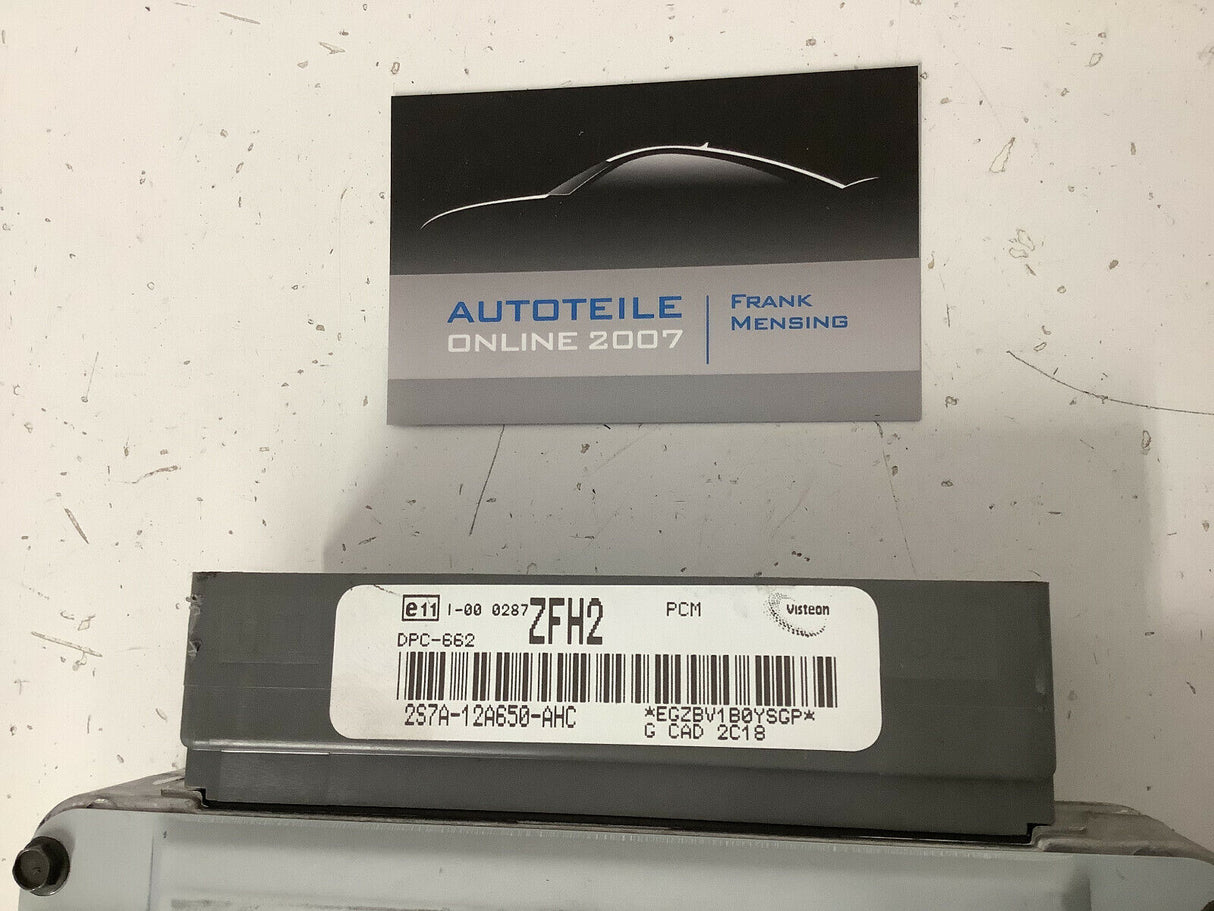 AUTOTEILE
ONLINE 2007
FRANK
MENSING
e11 I-00 0287 ZFH2 PCM Visteon
DPC-662
2S7A-12A650-AHC *EGZBV1B0YSGP*
G CAD 2C18